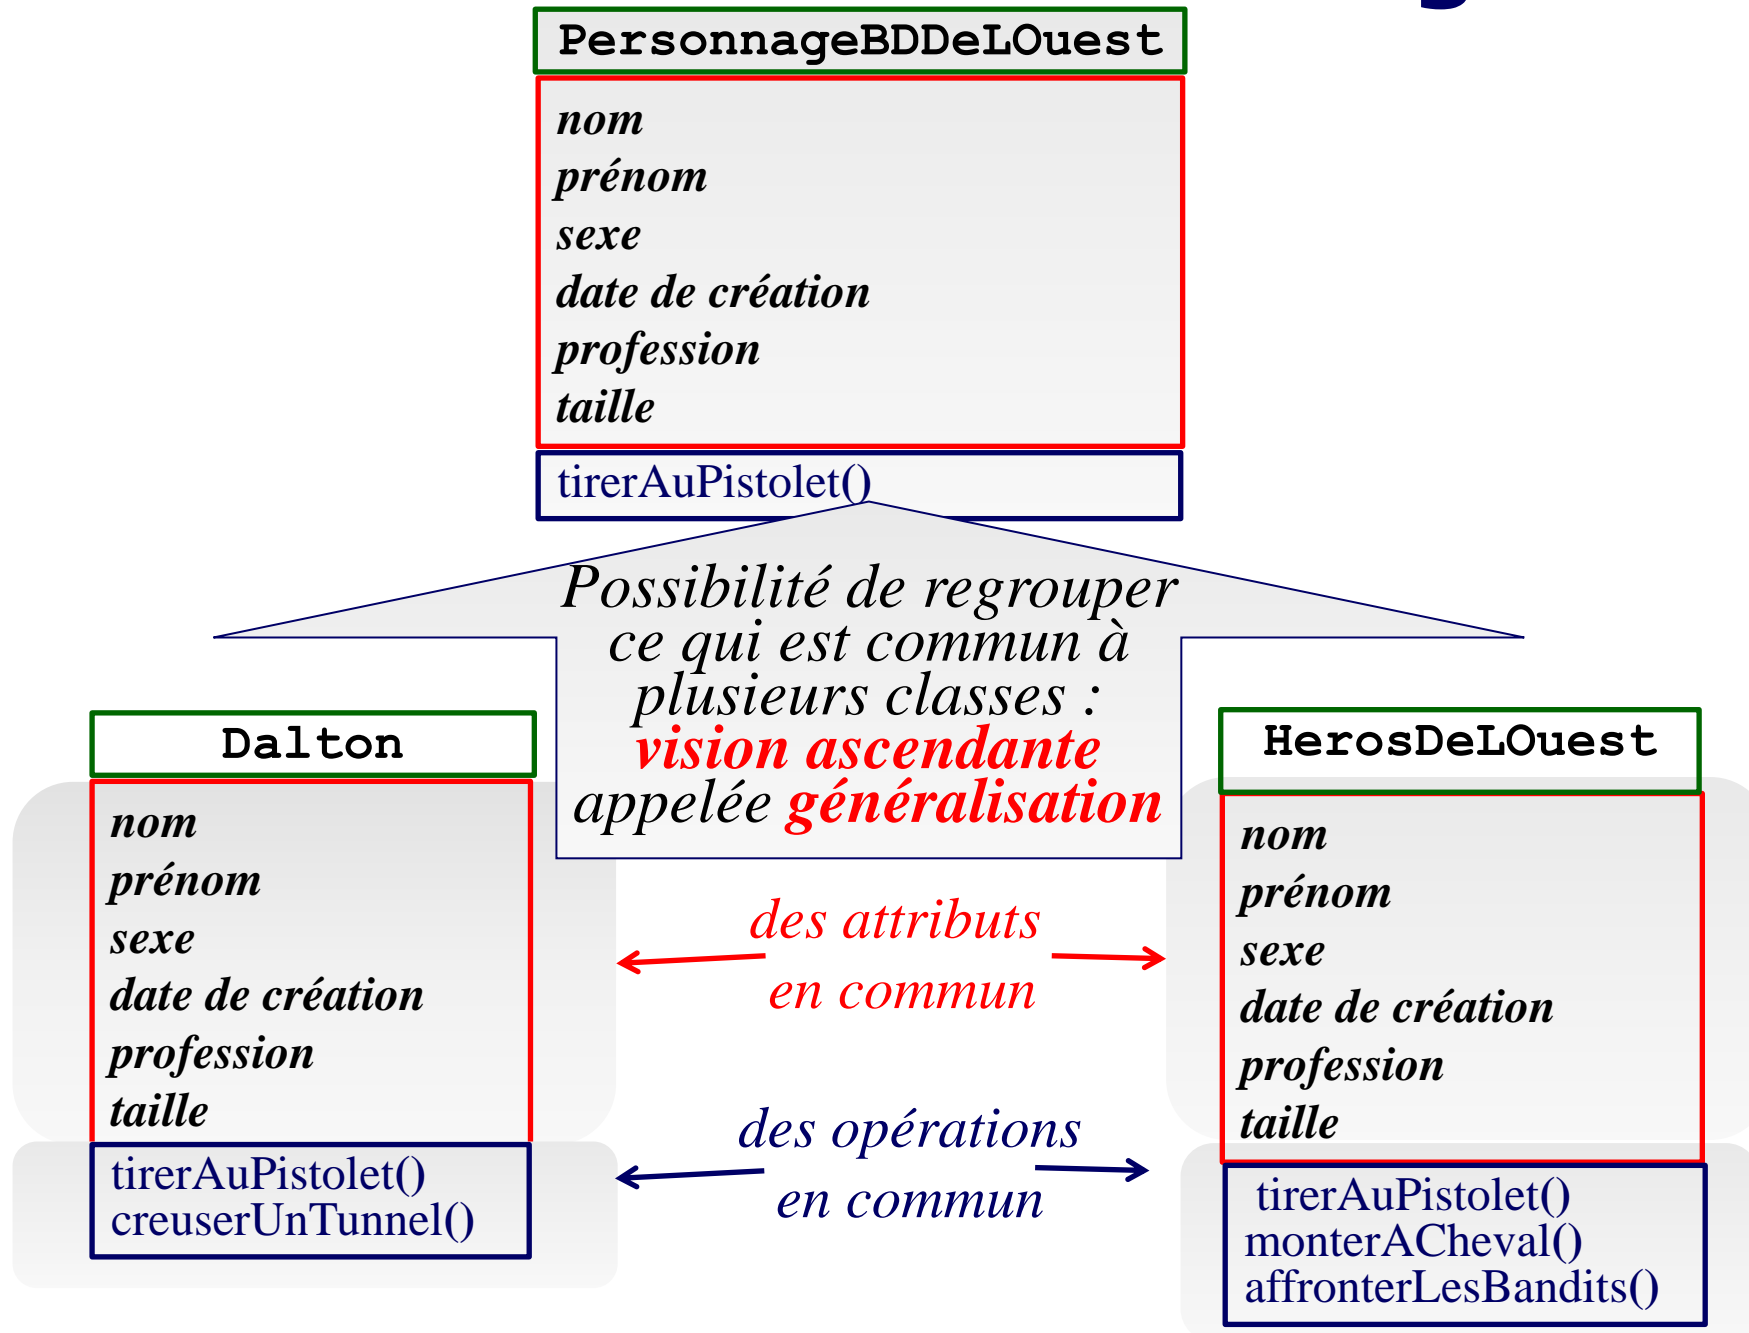 PersonnageBDDeLOuest
nom
prénom
sexe
date de création
profession
taille
tirerAuPistolet()
Possibilité de regrouper
ce qui est commun à
plusieurs classes :
vision ascendante
appelée généralisation
Dalton
nom
prénom
sexe
date de création
profession
taille
tirerAuPistolet()
creuserUnTunnel()
des attributs
en commun
des opérations
en commun
HerosDeLOuest
nom
prénom
sexe
date de création
profession
taille
tirerAuPistolet()
monterACheval()
affronterLesBandits()